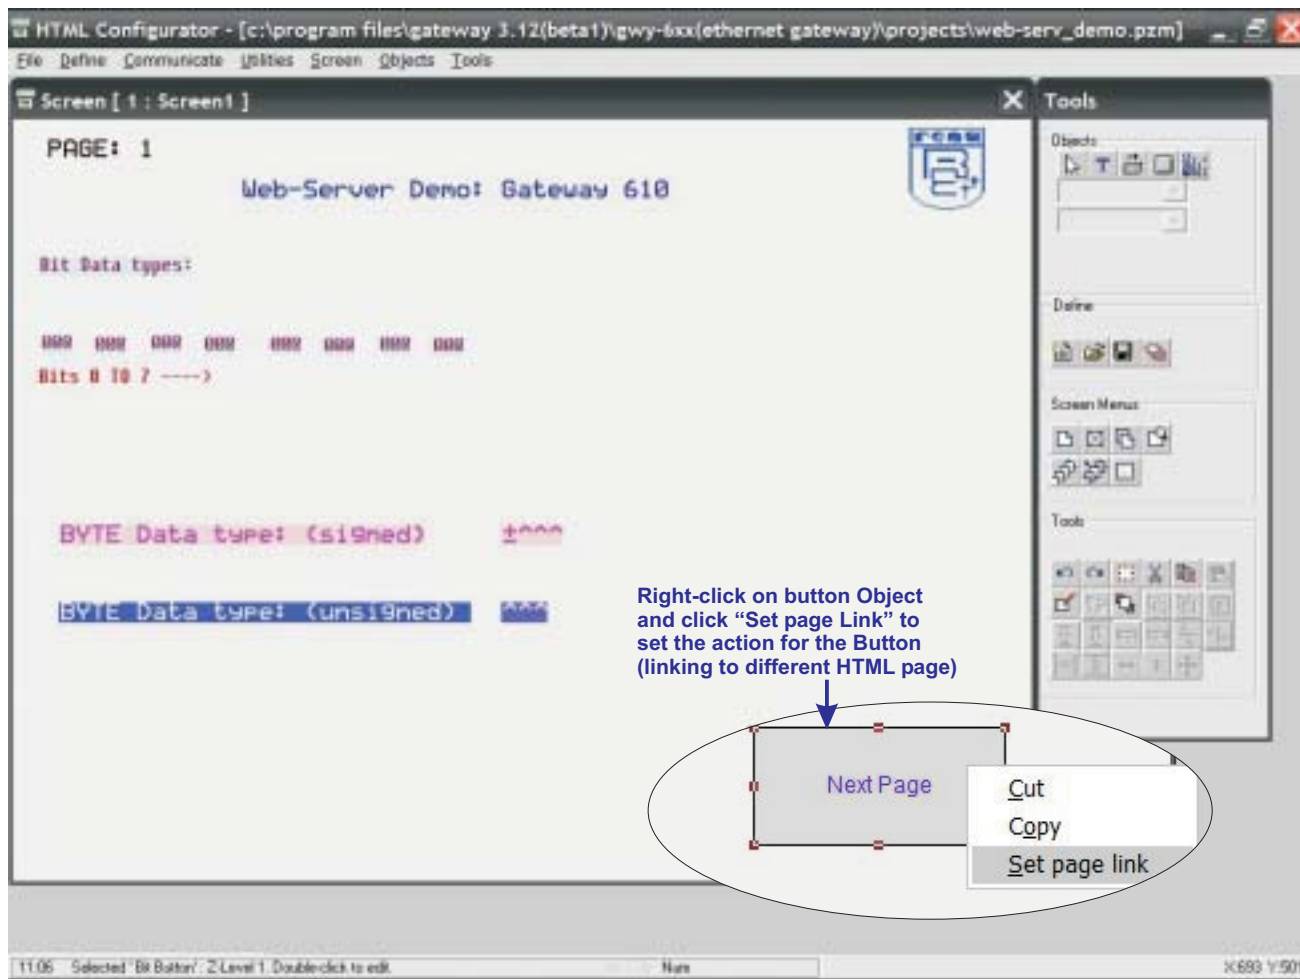 HTML Configurator - [c:\program files\gateway 3.12(beta1)\gwy-6xx(ethernet gateway)\projects\web-serv_demo.pzm]
File Define Communicate Utilities Screen Objects Tools
Screen [ 1 : Screen1 ]
Tools
PAGE: 1
Web-Server Demo: Gateway 610
Bit Data types:
Bits 0 TO 7 ---->
BYTE Data type: (signed) ±^^^
BYTE Data type: (unsigned) ^^^
Right-click on button Object
and click “Set page Link” to
set the action for the Button
(linking to different HTML page)
Next Page
Cut
Copy
Set page link
Objects
Define
Screen Menus
Tools
11:06 Selected 'Bit Button': Z-Level 1. Double-click to edit. Num X:693 Y:501